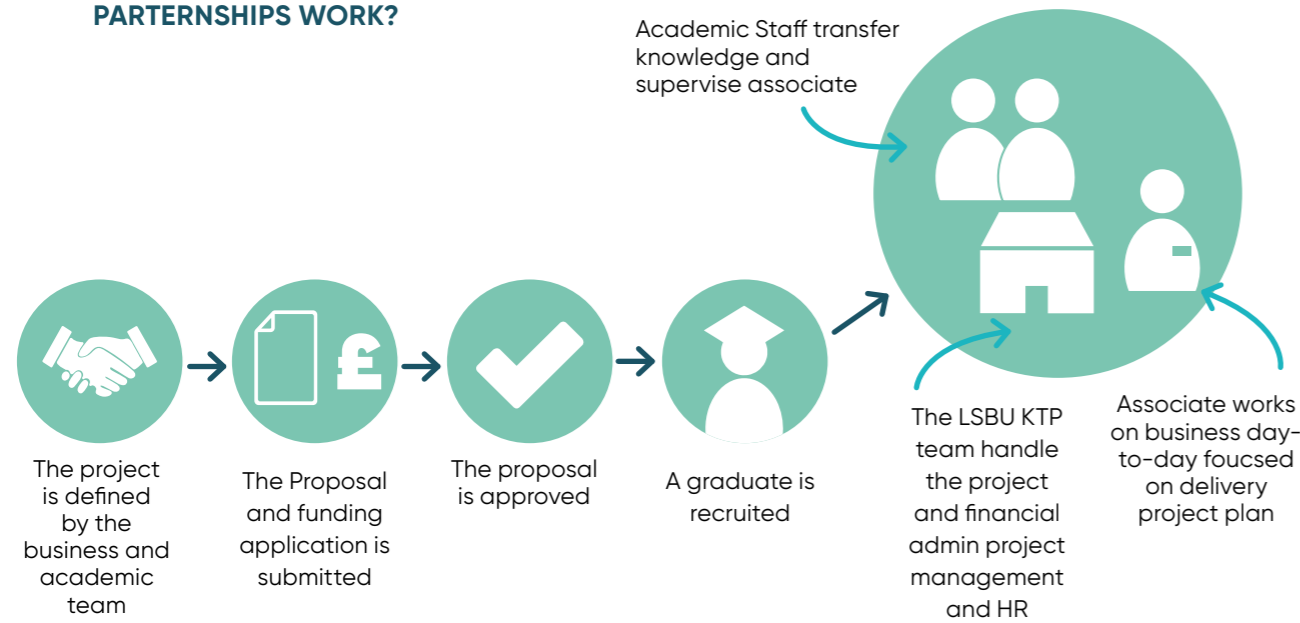 PARTERNSHIPS WORK?
Academic Staff transfer
knowledge and
supervise associate
£
The project
is defined
by the
business and
academic
team
The Proposal
and funding
application is
submitted
The proposal
is approved
A graduate is
recruited
The LSBU KTP
team handle
the project
and financial
admin project
management
and HR
Associate works
on business day-
to-day foucsed
on delivery
project plan